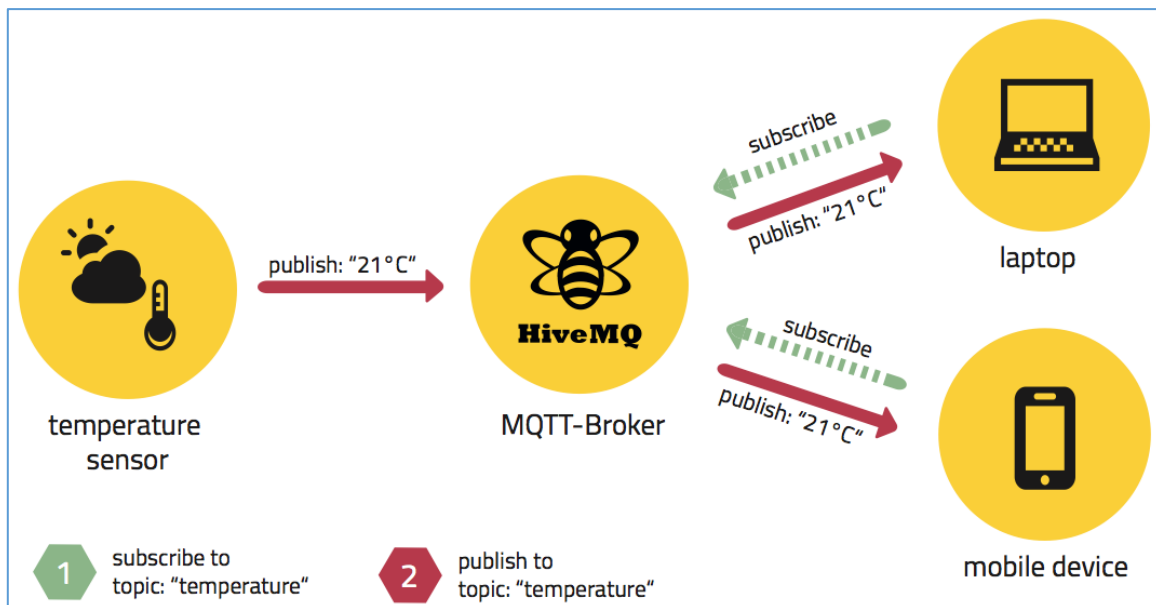 publish: “21°C“
temperature
sensor
HiveMQ
MQTT-Broker
subscribe
publish: “21°C“
laptop
subscribe
publish: “21°C“
mobile device
1
subscribe to
topic: “temperature“
2
publish to
topic: “temperature“